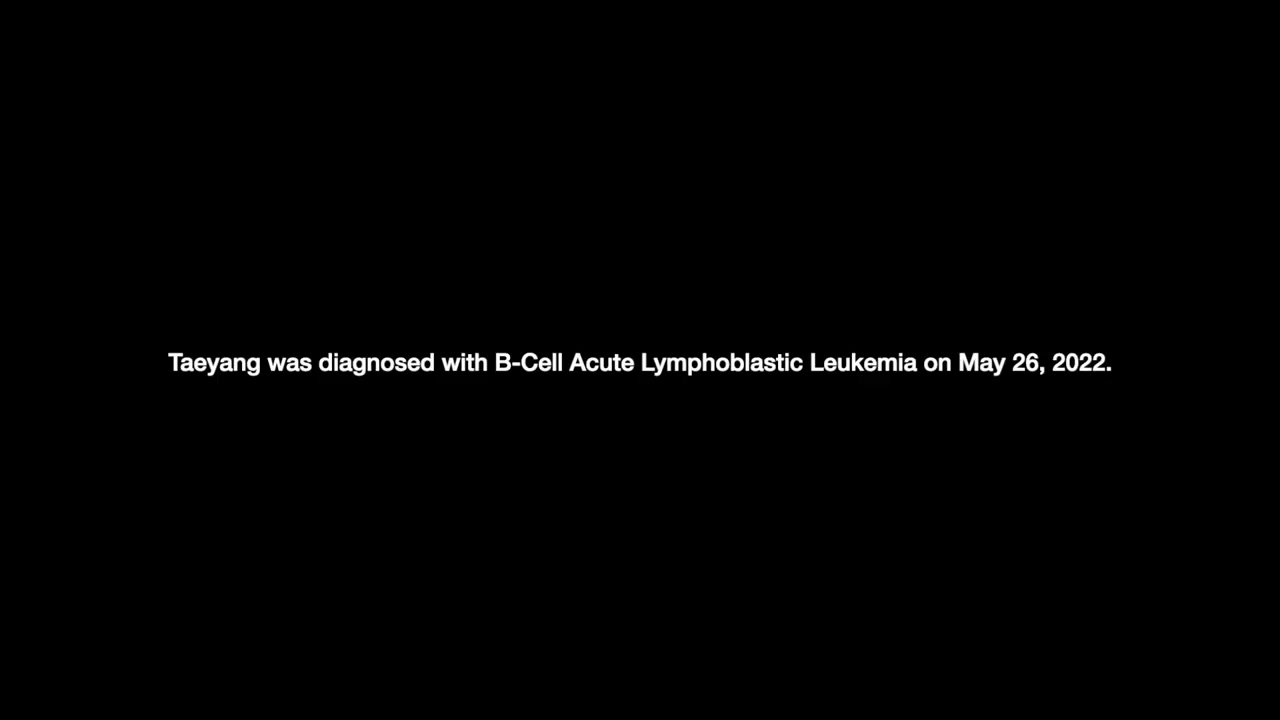 Taeyang was diagnosed with B-Cell Acute Lymphoblastic Leukemia on May 26, 2022.